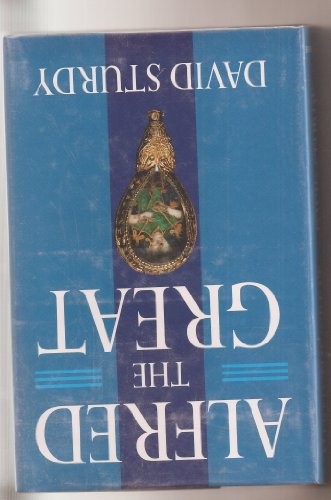 ALFRED
THE
GREAT
DAVID STURDY